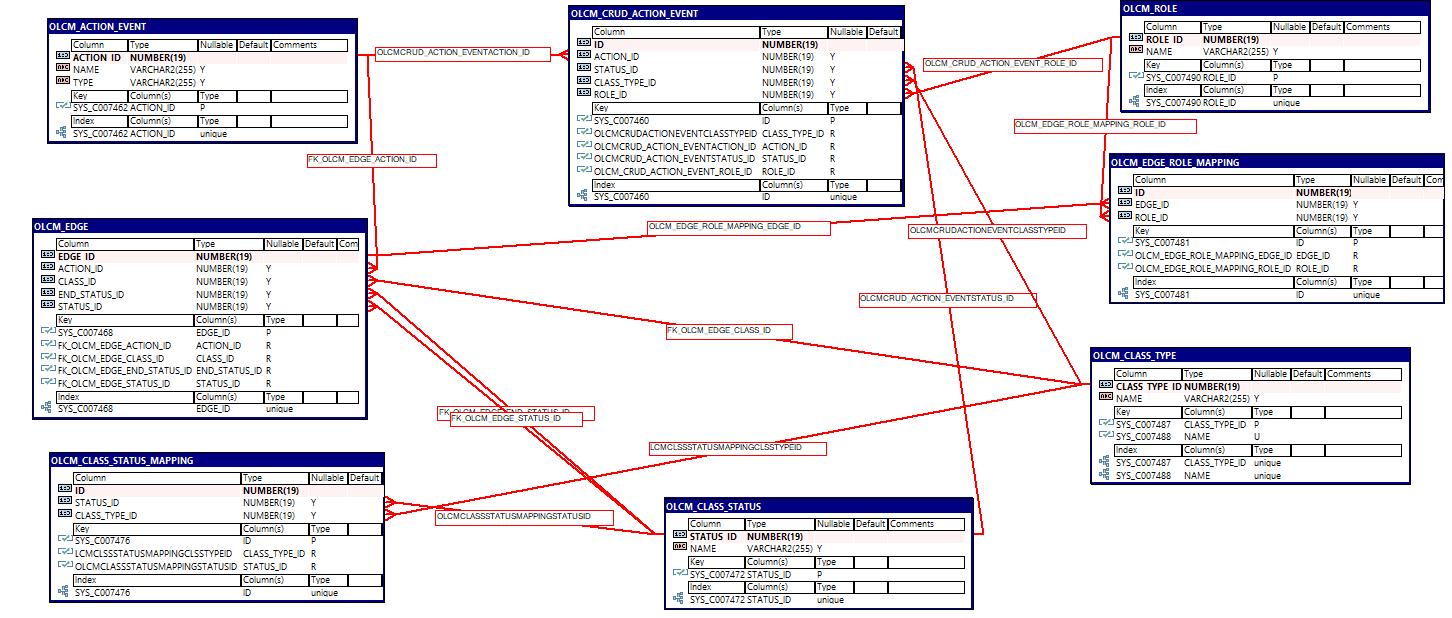 OLCM_ACTION_EVENT
Column Type Nullable Default Comments
ACTION_ID NUMBER(19)
NAME VARCHAR2(255) Y
TYPE VARCHAR2(255) Y
Key Column(s) Type
SYS_C007462 ACTION_ID P
Index Column(s) Type
SYS_C007462 ACTION_ID unique
OLCMCRUD_ACTION_EVENTACTION_ID
OLCM_CRUD_ACTION_EVENT
Column Type Nullable Default
ID NUMBER(19)
ACTION_ID NUMBER(19) Y
STATUS_ID NUMBER(19) Y
CLASS_TYPE_ID NUMBER(19) Y
ROLE_ID NUMBER(19) Y
Key Column(s) Type
SYS_C007460 ID P
OLCMCRUDACTIONEVENTCLASSTYPEID CLASS_TYPE_ID R
OLCMCRUD_ACTION_EVENTACTION_ID ACTION_ID R
OLCMCRUD_ACTION_EVENTSTATUS_ID STATUS_ID R
OLCM_CRUD_ACTION_EVENT_ROLE_ID ROLE_ID R
Index Column(s) Type
SYS_C007460 ID unique
OLCM_CRUD_ACTION_EVENT_ROLE_ID
OLCM_ROLE
Column Type Nullable Default Comments
ROLE_ID NUMBER(19)
NAME VARCHAR2(255) Y
Key Column(s) Type
SYS_C007490 ROLE_ID P
Index Column(s) Type
SYS_C007490 ROLE_ID unique
OLCM_EDGE_ROLE_MAPPING_ROLE_ID
FK_OLCM_EDGE_ACTION_ID
OLCM_EDGE_ROLE_MAPPING
Column Type Nullable Default Com
ID NUMBER(19)
EDGE_ID NUMBER(19) Y
ROLE_ID NUMBER(19) Y
Key Column(s) Type
SYS_C007481 ID P
OLCM_EDGE_ROLE_MAPPING_EDGE_ID EDGE_ID R
OLCM_EDGE_ROLE_MAPPING_ROLE_ID ROLE_ID R
Index Column(s) Type
SYS_C007481 ID unique
OLCM_EDGE
Column Type Nullable Default Com
EDGE_ID NUMBER(19)
ACTION_ID NUMBER(19) Y
CLASS_ID NUMBER(19) Y
END_STATUS_ID NUMBER(19) Y
STATUS_ID NUMBER(19) Y
Key Column(s) Type
SYS_C007468 EDGE_ID P
FK_OLCM_EDGE_ACTION_ID ACTION_ID R
FK_OLCM_EDGE_CLASS_ID CLASS_ID R
FK_OLCM_EDGE_END_STATUS_ID END_STATUS_ID R
FK_OLCM_EDGE_STATUS_ID STATUS_ID R
Index Column(s) Type
SYS_C007468 EDGE_ID unique
OLCM_EDGE_ROLE_MAPPING_EDGE_ID
OLCMCRUDACTIONEVENTCLASSTYPEID
OLCMCRUD_ACTION_EVENTSTATUS_ID
FK_OLCM_EDGE_CLASS_ID
OLCM_CLASS_TYPE
Column Type Nullable Default Comments
CLASS_TYPE_ID NUMBER(19)
NAME VARCHAR2(255) Y
Key Column(s) Type
SYS_C007487 CLASS_TYPE_ID P
SYS_C007488 NAME U
Index Column(s) Type
SYS_C007487 CLASS_TYPE_ID unique
SYS_C007488 NAME unique
FK_OLCM_EDGE_END_STATUS_ID
FK_OLCM_EDGE_STATUS_ID
LCMCLSSSTATUSMAPPINGCLSSTYPEID
OLCM_CLASS_STATUS_MAPPING
Column Type Nullable Default
ID NUMBER(19)
STATUS_ID NUMBER(19) Y
CLASS_TYPE_ID NUMBER(19) Y
Key Column(s) Type
SYS_C007476 ID P
LCMCLSSSTATUSMAPPINGCLSSTYPEID CLASS_TYPE_ID R
OLCMCLASSSTATUSMAPPINGSTATUSID STATUS_ID R
Index Column(s) Type
SYS_C007476 ID unique
OLCMCLASSSTATUSMAPPINGSTATUSID
OLCM_CLASS_STATUS
Column Type Nullable Default Comments
STATUS_ID NUMBER(19)
NAME VARCHAR2(255) Y
Key Column(s) Type
SYS_C007472 STATUS_ID P
Index Column(s) Type
SYS_C007472 STATUS_ID unique